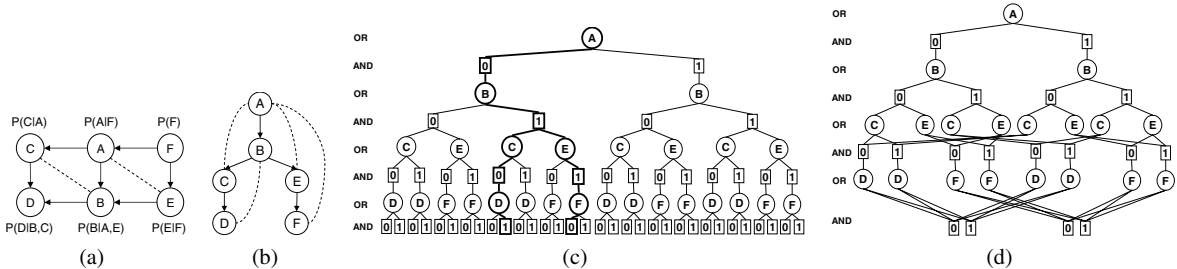 P(C|A) P(A|F) P(F)
C A F
D B E
P(D|B,C) P(B|A,E) P(E|F)
(a)
A
B
C E
D F
(b)
OR A
AND 0 1
OR B B
AND 0 1 0 1
OR C E C E C E C E
AND 0 1 0 1 0 1 0 1 0 1 0 1 0 1 0 1
OR D D F F D D F F D D F F D D F F
AND 0 1 0 1 0 1 0 1 0 1 0 1 0 1 0 1 0 1 0 1 0 1 0 1 0 1 0 1 0 1 0 1
(c)
OR A
AND 0 1
OR B B
AND 0 1 0 1
OR C E C E C E C E
AND 0 1 0 1 0 1 0 1
OR D D F F D D F F
AND 0 1 0 1
(d)